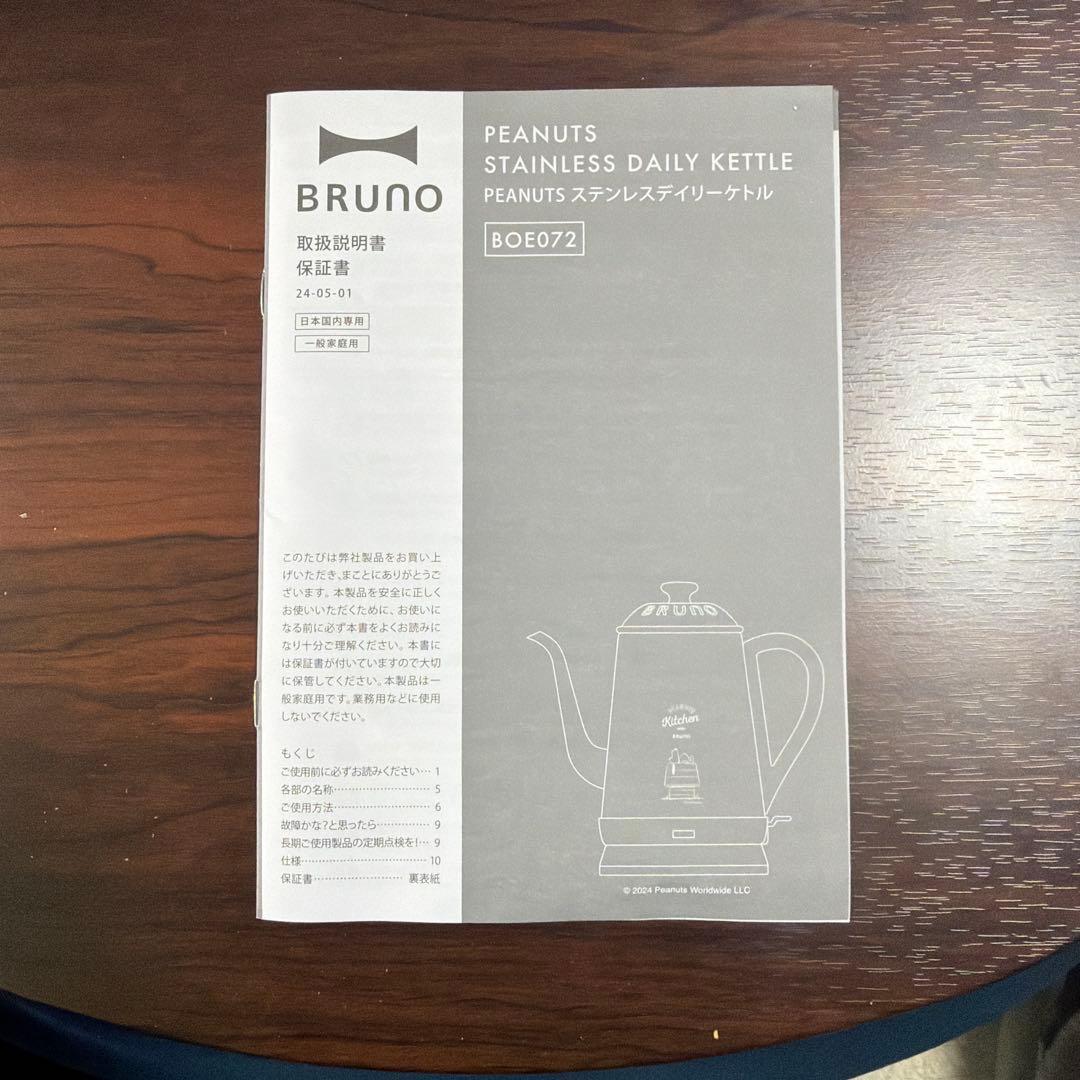 BRUNO
取扱説明書
保証書
24-05-01
日本国内専用
一般家庭用
PEANUTS
STAINLESS DAILY KETTLE
PEANUTS ステンレスデイリーケトル
BOE072
このたびは弊社製品をお買い上
げいただき、まことにありがとうご
ざいます。本製品を安全に正しく
お使いいただくために、お使いに
なる前に必ず本書をよくお読みに
なり十分ご理解ください。本書に
は保証書が付いていますので大切
に保管してください。本製品は一
般家庭用です。業務用などに使用
しないでください。
もくじ
ご使用前に必ずお読みください… 1
各部の名称……………………… 5
ご使用方法……………………… 6
故障かな?と思ったら…………… 9
長期ご使用製品の定期点検を!… 9
仕様……………………………… 10
保証書…………………… 裏表紙
BRUNO
PEANUTS
Kitchen
BRUNO
© 2024 Peanuts Worldwide LLC